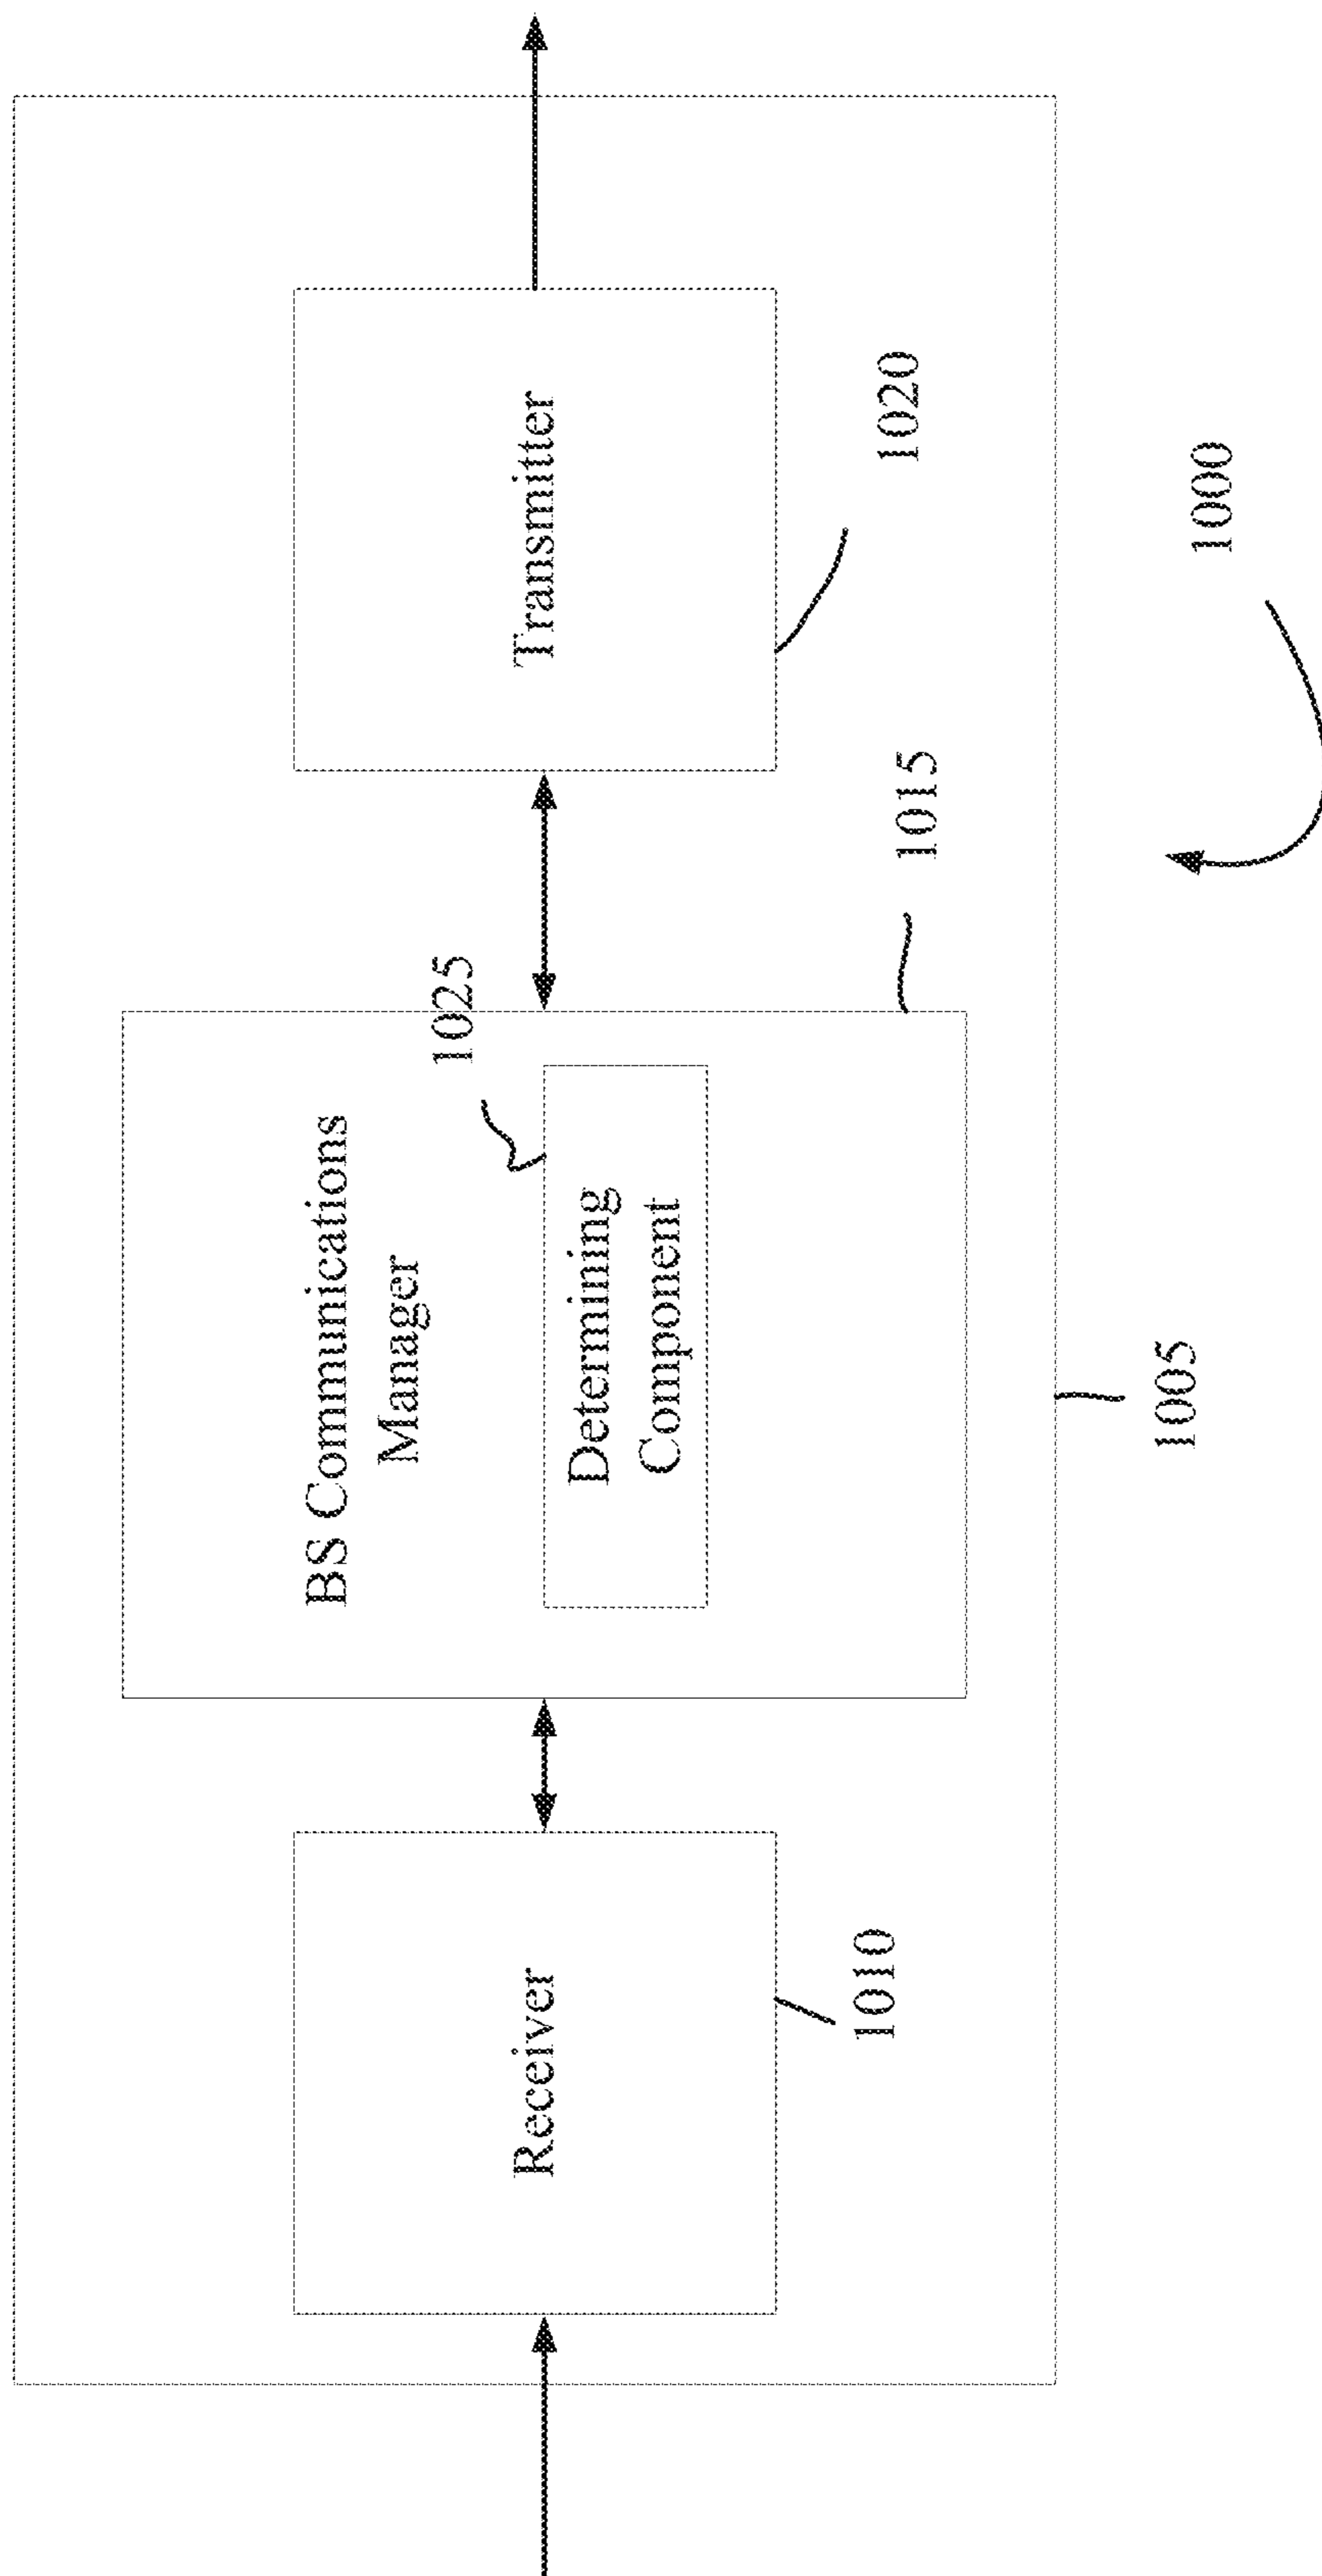 Receiver
1010
BS Communications
Manager
1025
Determining
Component
1015
Transmitter
1020
1005
1000